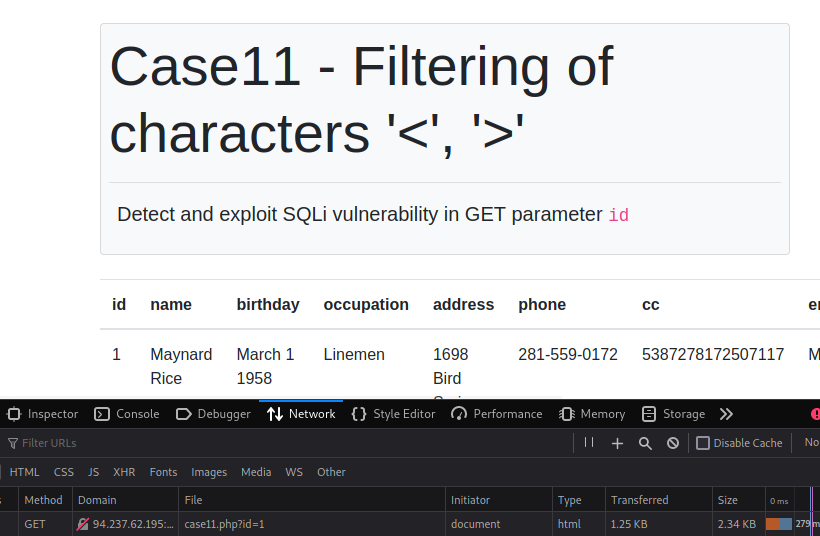 Case11 - Filtering of
characters '<', '>'
Detect and exploit SQLi vulnerability in GET parameter id
id name birthday occupation address phone cc
1 Maynard March 1 Linemen 1698 281-559-0172 5387278172507117
Rice 1958 Bird
Inspector Console Debugger Network Style Editor Performance Memory Storage
Filter URLs Disable Cache No
HTML CSS JS XHR Fonts Images Media WS Other
s Method Domain File Initiator Type Transferred Size 0 ms
GET 94.237.62.195:... case11.php?id=1 document html 1.25 KB 2.34 KB 279 m